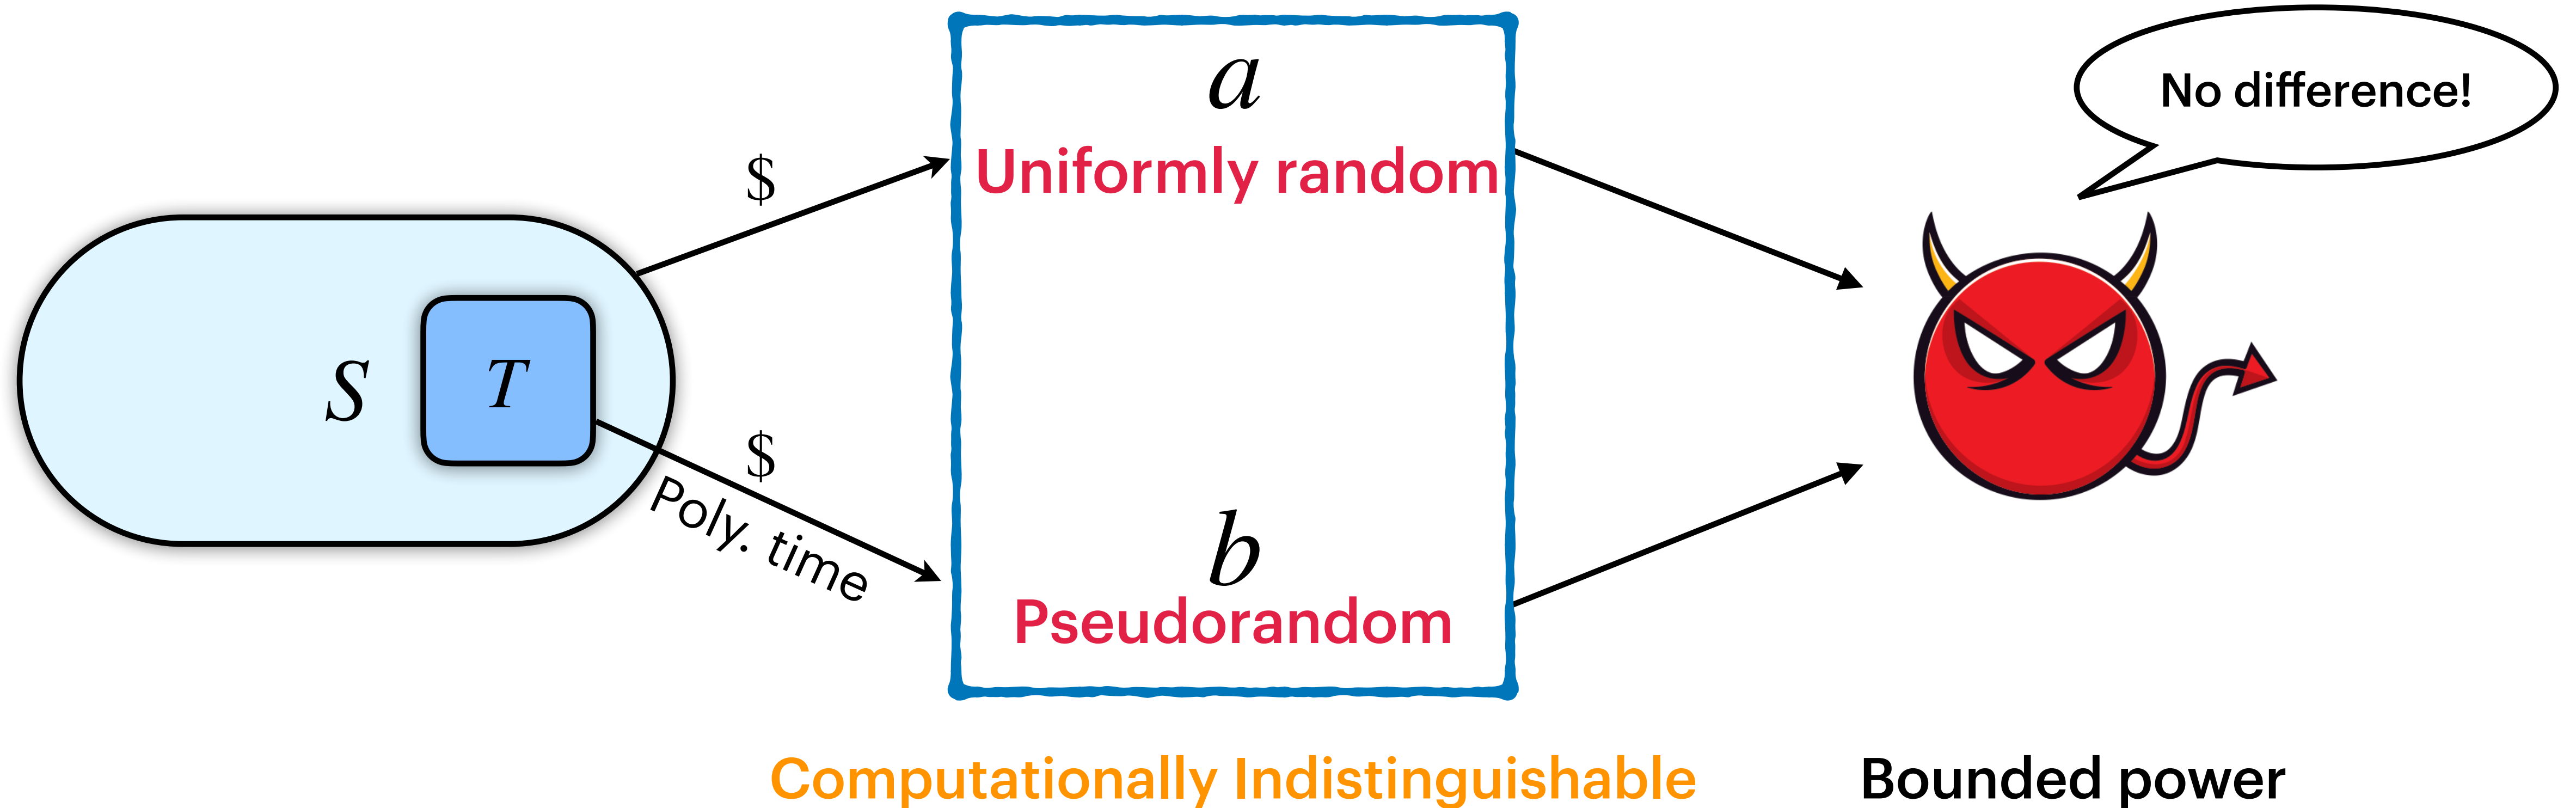 No difference!
a
Uniformly random
$
S
T
$
Poly. time
b
Pseudorandom
Computationally Indistinguishable
Bounded power